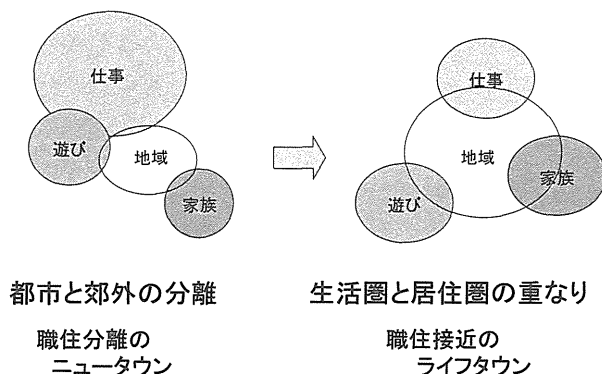 仕事
遊び
地域
家族
仕事
地域
家族
遊び
都市と郊外の分離
職住分離の
ニュータウン
生活圏と居住圏の重なり
職住接近の
ライフタウン